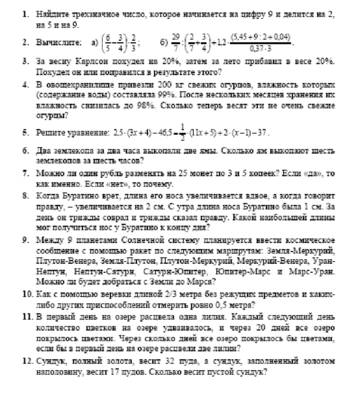 1. Найдите трехзначное число, которое начинается на цифру 9 и делится на 2,
на 5 и на 9.
2. Вычислите: а) (6/5 − 3/4) : 2/3; б) 29/7 : (2/7 + 3/4) + 1,2 · (5,45 + 9 : 2 + 0,04) / (0,37 · 3).
3. За весну Карлсон похудел на 20%, затем за лето прибавил в весе 20%.
Похудел он или поправился в результате этого?
4. В овощехранилище привезли 200 кг свежих огурцов, влажность которых
(содержание воды) составляла 99%. После нескольких месяцев хранения их
влажность снизилась до 98%. Сколько теперь весят эти не очень свежие
огурцы?
5. Решите уравнение: 2,5 · (3x + 4) − 46,5 = 1/2 · (11x + 5) + 2 · (x − 1) − 37.
6. Два землекопа за два часа выкопали две ямы. Сколько ям выкопают шесть
землекопов за шесть часов?
7. Можно ли один рубль разменять на 25 монет по 3 и 5 копеек? Если «да», то
как именно. Если «нет», то почему.
8. Когда Буратино врет, длина его носа увеличивается вдвое, а когда говорит
правду, – увеличивается на 2 см. С утра длина носа Буратино была 1 см. За
день он трижды соврал и трижды сказал правду. Какой наибольшей длины
мог получиться нос у Буратино к концу дня?
9. Между 9 планетами Солнечной системы планируется ввести космическое
сообщение с помощью ракет по следующим маршрутам: Земля-Меркурий,
Плутон-Венера, Земля-Плутон, Плутон-Меркурий, Меркурий-Венера, Уран-
Нептун, Нептун-Сатурн, Сатурн-Юпитер, Юпитер-Марс и Марс-Уран.
Можно ли будет добраться с Земли до Марса?
10. Как с помощью веревки длиной 2/3 метра без режущих предметов и каких-
либо других приспособлений отмерить ровно 0,5 метра?
11. В первый день на озере расцвела одна лилия. Каждый следующий день
количество цветков на озере удваивалось, и через 20 дней все озеро
покрылось цветами. Через сколько дней все озеро покрылось бы цветами,
если бы в первый день на озере расцвели две лилии?
12. Сундук, полный золота, весит 32 пуда, а сундук, заполненный золотом
наполовину, весит 17 пудов. Сколько весит пустой сундук?